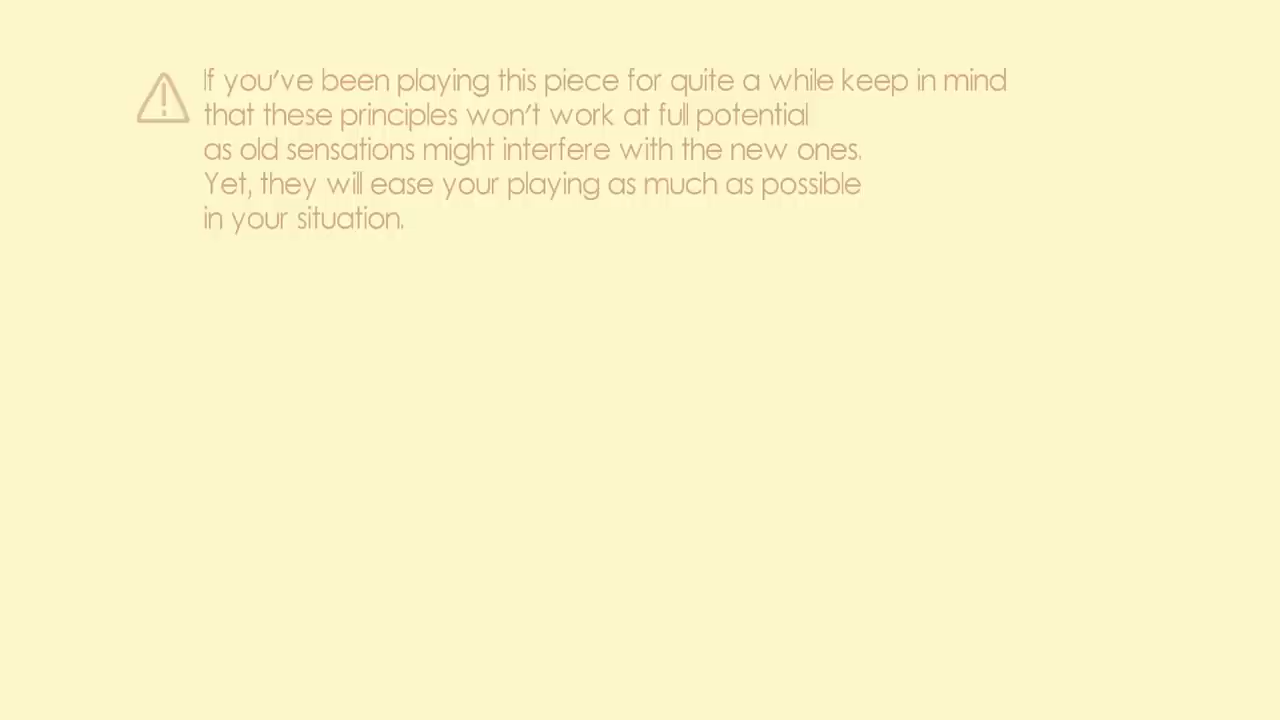 If you've been playing this piece for quite a while keep in mind
that these principles won't work at full potential
as old sensations might interfere with the new ones.
Yet, they will ease your playing as much as possible
in your situation.